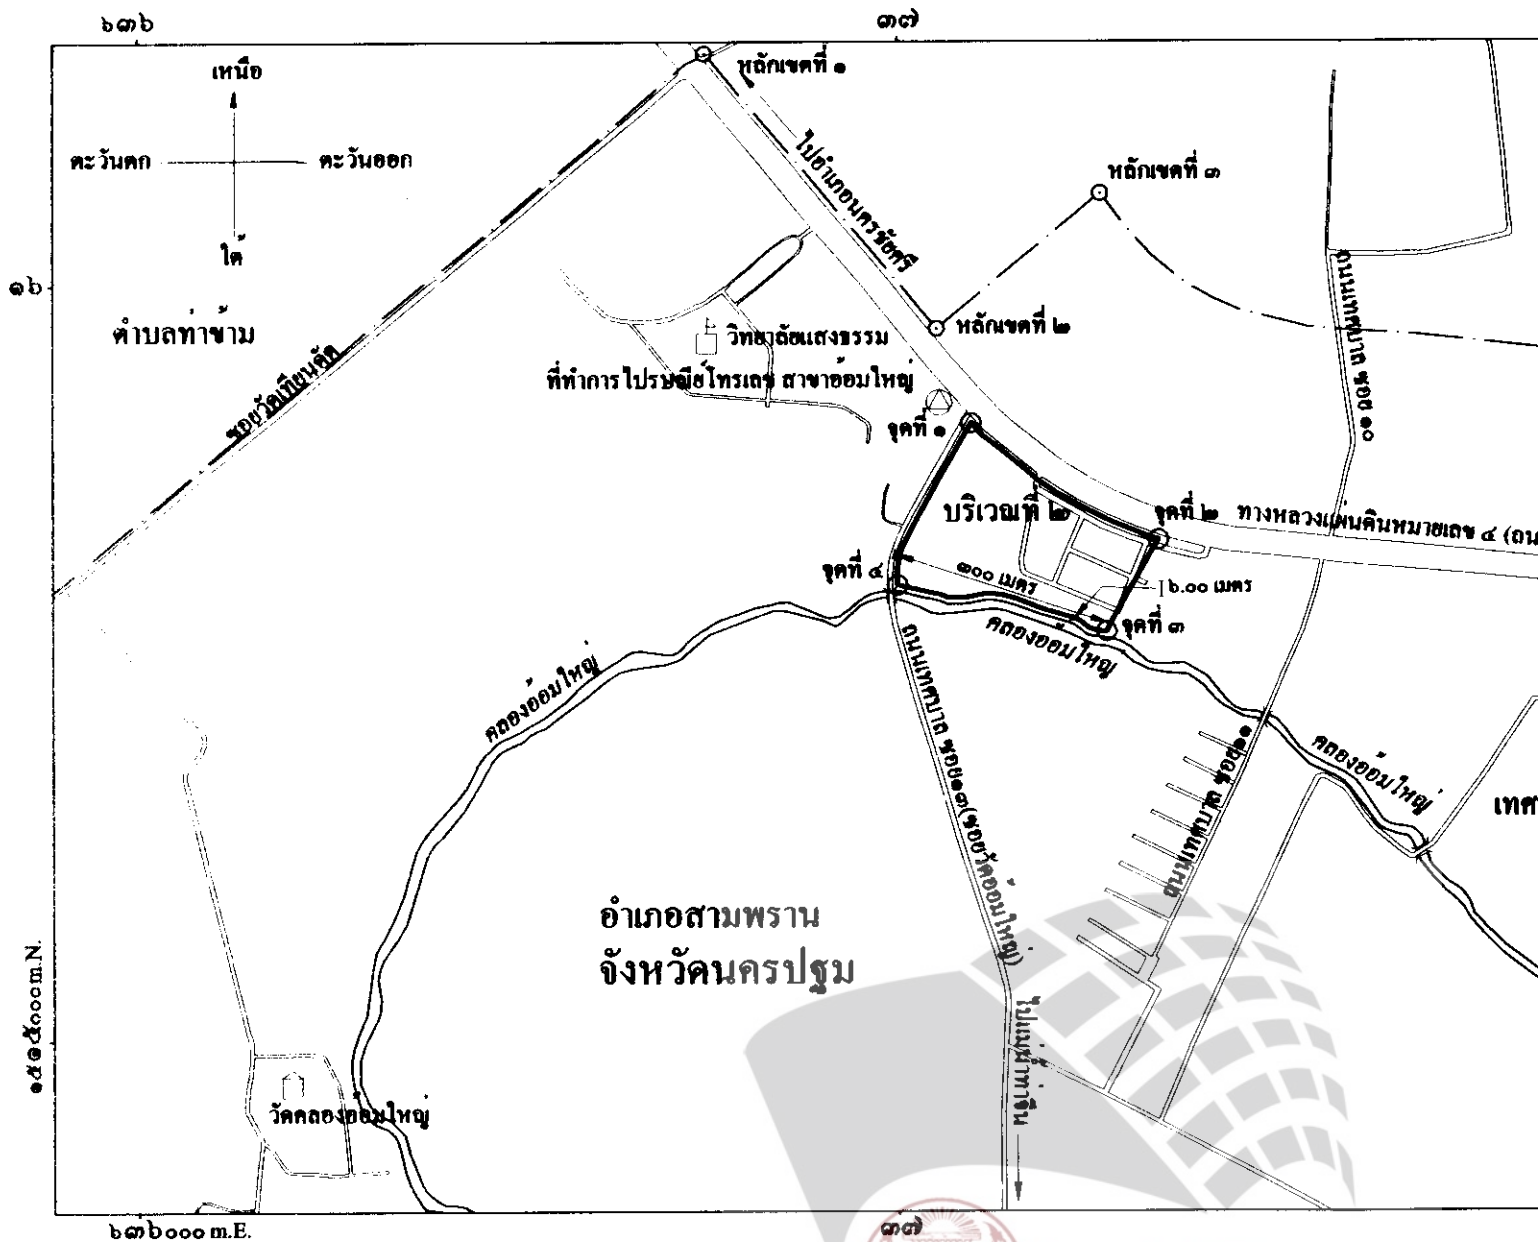 ๖๓๖
๓๗
เหนือ
ตะวันตก
ตะวันออก
ใต้
๑๖
ตำบลท่าข้าม
ซอยวัดเทียนดัด
หลักเขตที่ ๑
ไปอำเภอนครชัยศรี
หลักเขตที่ ๓
หลักเขตที่ ๒
วิทยาลัยแสงธรรม
ที่ทำการไปรษณีย์โทรเลข สาขาอ้อมใหญ่
ถนนเทศบาล ซอย ๑๐
จุดที่ ๑
บริเวณที่ ๒
จุดที่ ๒
ทางหลวงแผ่นดินหมายเลข ๔ (ถน
จุดที่ ๔
๓๐๐ เมตร
๖.๐๐ เมตร
จุดที่ ๓
คลองอ้อมใหญ่
คลองอ้อมใหญ่
ถนนเทศบาล ซอย๑๓(ซอยวัดอ้อมใหญ่)
ถนนเทศบาล ซอย๑๑
คลองอ้อมใหญ่
เทศ
อำเภอสามพราน
จังหวัดนครปฐม
๑๕๑๕๐๐๐m.N.
ไปแม่น้ำท่าจีน
วัดคลองอ้อมใหญ่
๖๓๖๐๐๐ m.E.
๓๗